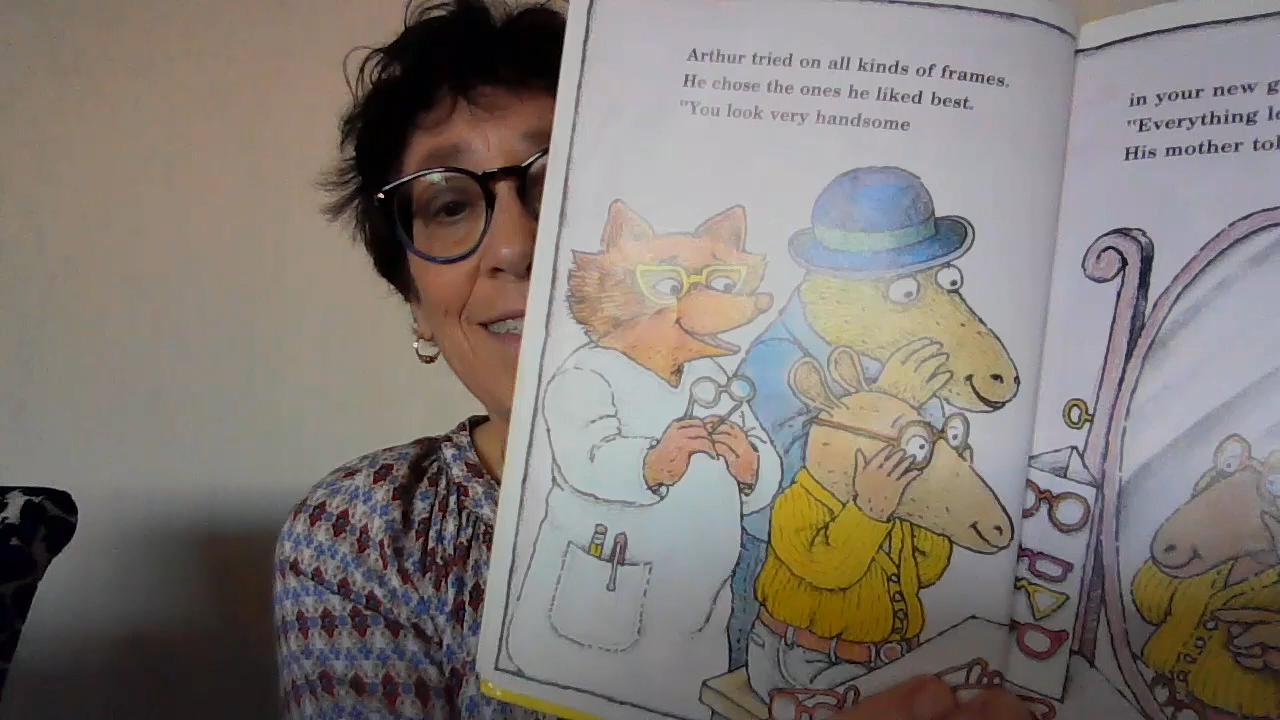 Arthur tried on all kinds of frames.
He chose the ones he liked best.
"You look very handsome
in your new
"Everything
His mother